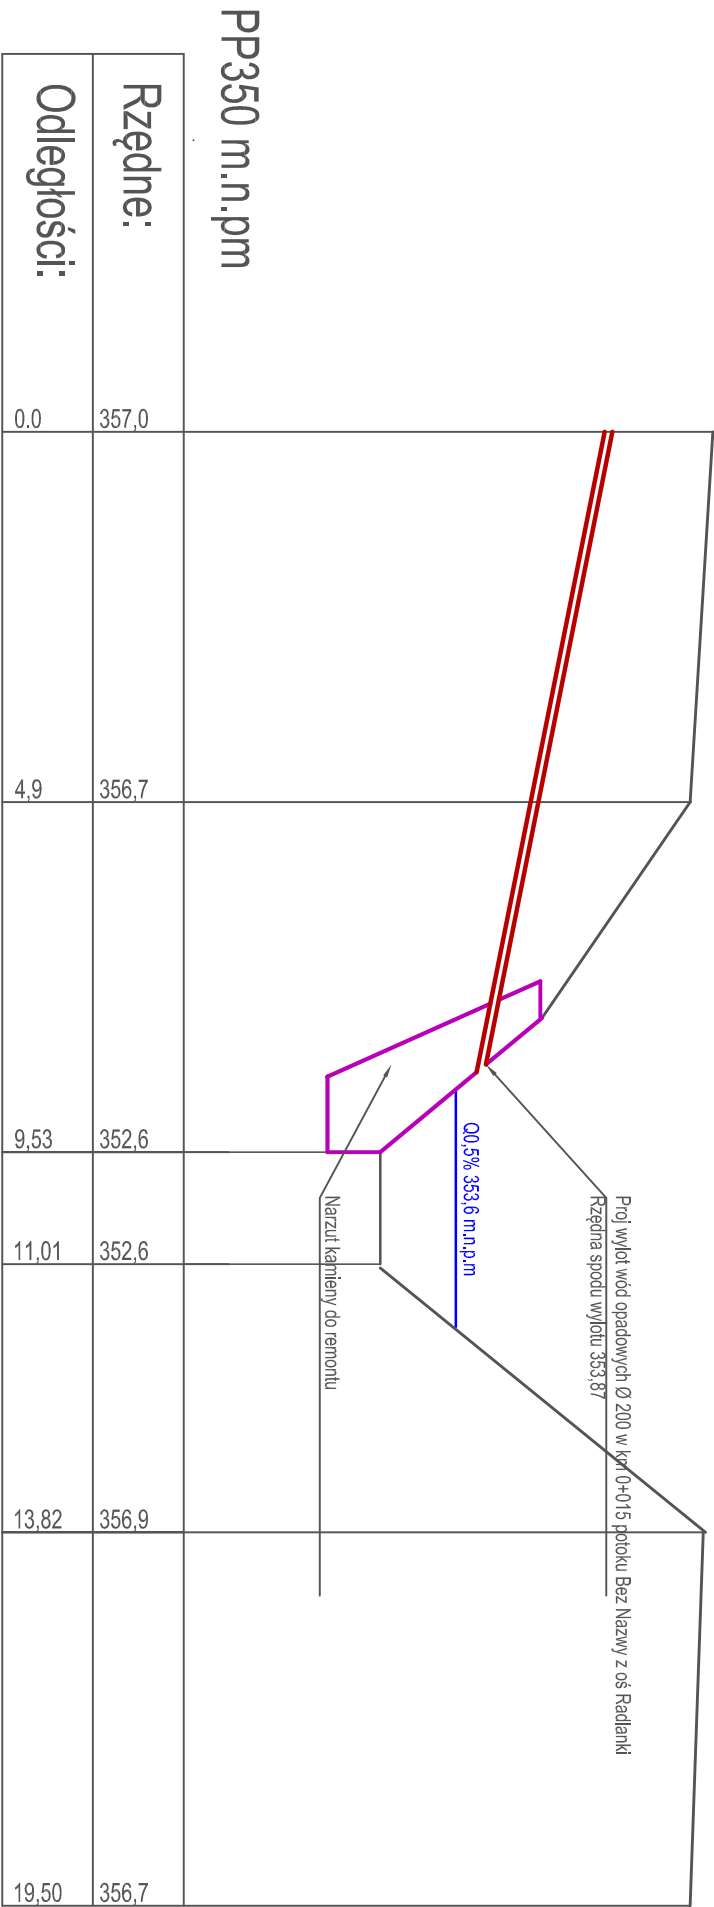 PP350 m.n.pm
Proj wylot wód opadowych Ø 200 w km 0+015 potoku Bez Nazwy z oś Radlanki
Rzędna spodu wylotu 353,87
Q0,5% 353,6 m.n.p.m
Narzut kamieny do remontu
Rzędne: 357,0 356,7 352,6 352,6 356,9 356,7
Odległości: 0.0 4,9 9,53 11,01 13,82 19,50